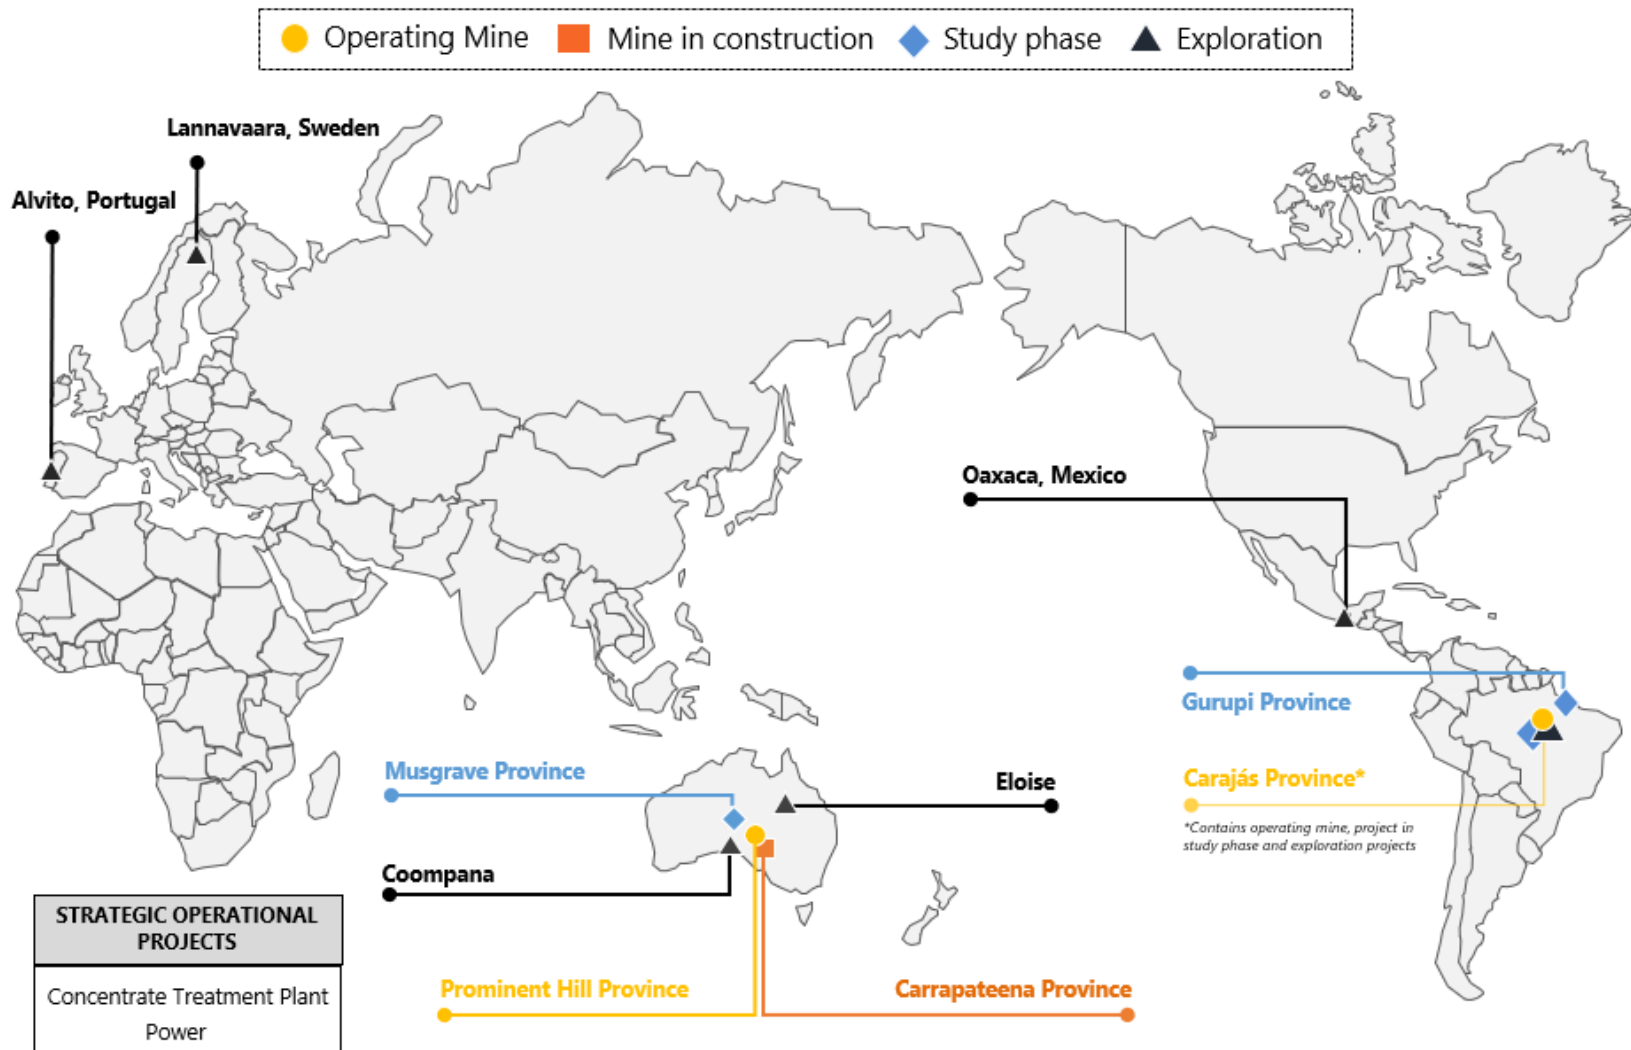 Operating Mine
Mine in construction
Study phase
Exploration
Lannavaara, Sweden
Alvito, Portugal
Oaxaca, Mexico
Gurupi Province
Musgrave Province
Eloise
Carajás Province*
*Contains operating mine, project in
study phase and exploration projects
Coompana
STRATEGIC OPERATIONAL
PROJECTS
Concentrate Treatment Plant
Power
Prominent Hill Province
Carrapateena Province